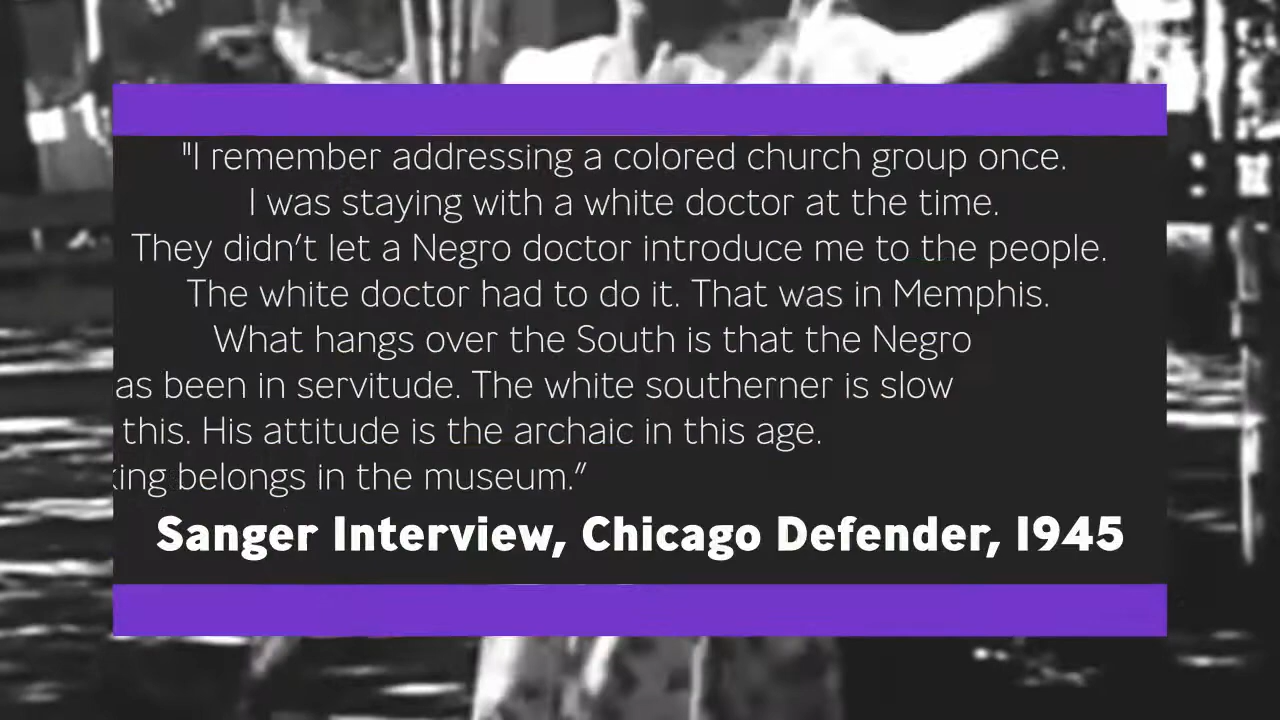 "I remember addressing a colored church group once.
I was staying with a white doctor at the time.
They didn't let a Negro doctor introduce me to the people.
The white doctor had to do it. That was in Memphis.
What hangs over the South is that the Negro
as been in servitude. The white southerner is slow
this. His attitude is the archaic in this age.
king belongs in the museum.”
Sanger Interview, Chicago Defender, 1945